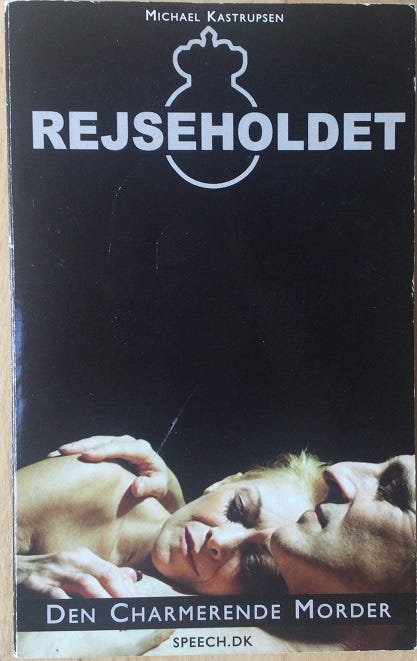 Michael Kastrupsen
REJSEHOLDET
Den Charmerende Morder
SPEECH.DK